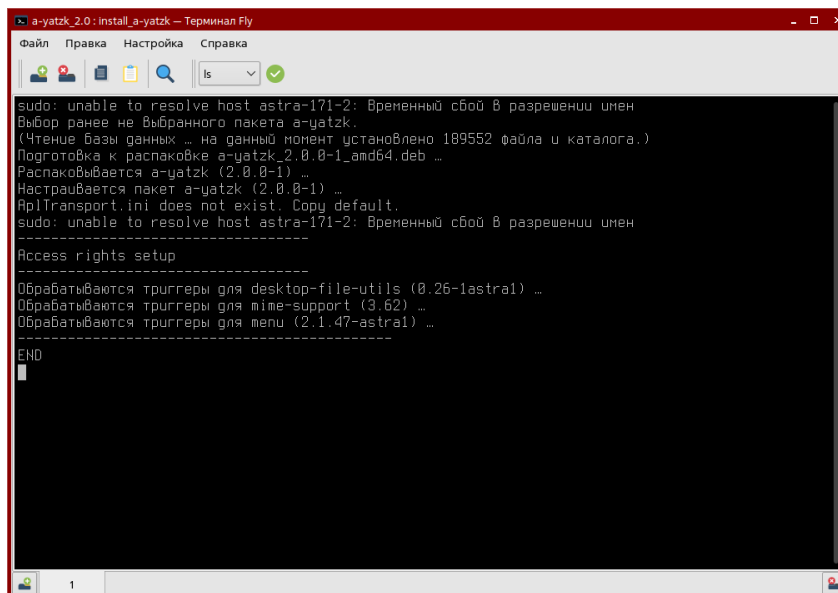 a-yatzk_2.0 : install_a-yatzk — Терминал Fly
Файл Правка Настройка Справка
ls
sudo: unable to resolve host astra-171-2: Временный сбой в разрешении имен
Выбор ранее не выбранного пакета a-yatzk.
(Чтение базы данных … на данный момент установлено 189552 файла и каталога.)
Подготовка к распаковке a-yatzk_2.0.0-1_amd64.deb …
Распаковывается a-yatzk (2.0.0-1) …
Настраивается пакет a-yatzk (2.0.0-1) …
AplTransport.ini does not exist. Copy default.
sudo: unable to resolve host astra-171-2: Временный сбой в разрешении имен
-----------------------------------
Access rights setup
-----------------------------------
Обрабатываются триггеры для desktop-file-utils (0.26-1astra1) …
Обрабатываются триггеры для mime-support (3.62) …
Обрабатываются триггеры для menu (2.1.47-astra1) …
---------------------------------------------
END
1